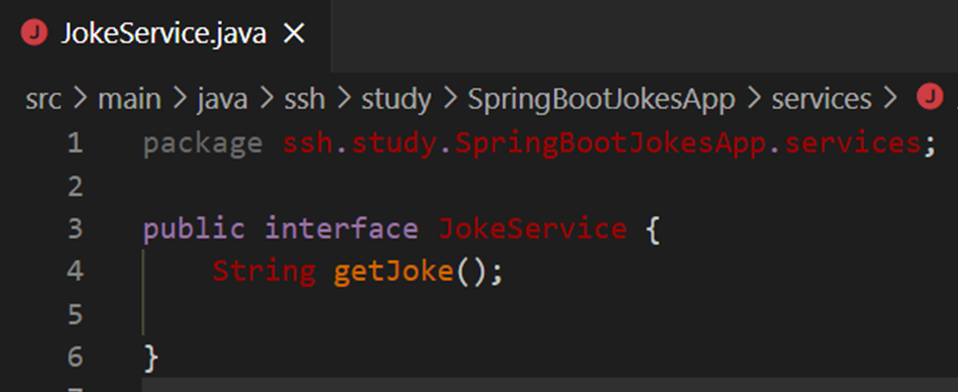 J JokeService.java ×
src > main > java > ssh > study > SpringBootJokesApp > services > J
1 package ssh.study.SpringBootJokesApp.services;
2
3 public interface JokeService {
4     String getJoke();
5
6 }